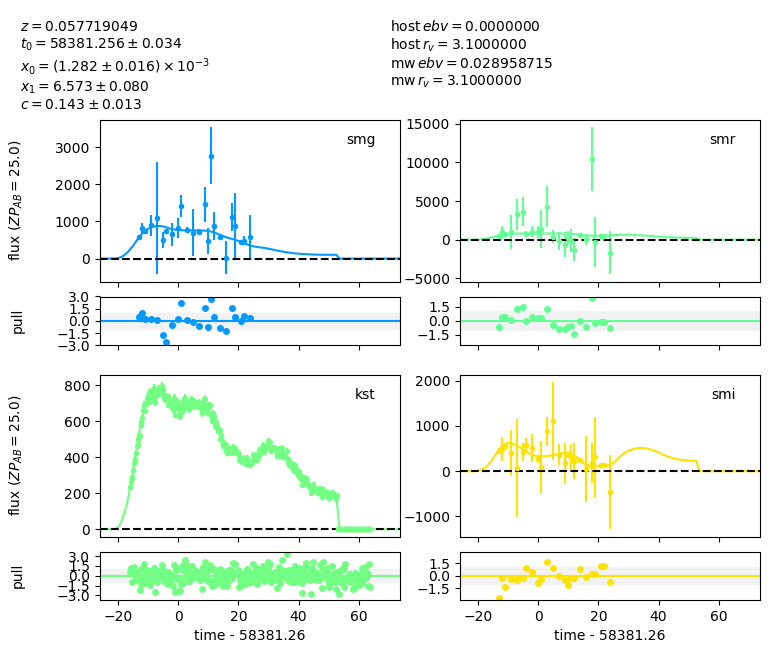 z = 0.057719049
t₀ = 58381.256 ± 0.034
x₀ = (1.282 ± 0.016) × 10⁻³
x₁ = 6.573 ± 0.080
c = 0.143 ± 0.013
host ebv = 0.0000000
host r_v = 3.1000000
mw ebv = 0.028958715
mw r_v = 3.1000000
flux (ZP_AB = 25.0)
3000
2000
1000
0
smg
15000
10000
5000
0
−5000
smr
pull
3.0
1.5
0.0
−1.5
−3.0
1.5
0.0
−1.5
flux (ZP_AB = 25.0)
800
600
400
200
0
kst
2000
1000
0
−1000
smi
pull
3.0
1.5
0.0
−1.5
−3.0
1.5
0.0
−1.5
−20 0 20 40 60
−20 0 20 40 60
time - 58381.26
time - 58381.26